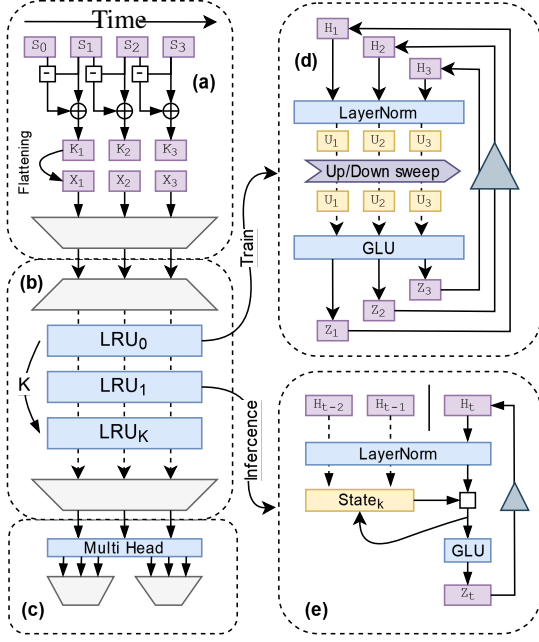 Time
S0 S1 S2 S3
- - -
(a)
K1 K2 K3
Flattening
X1 X2 X3
(b)
LRU0
LRU1
LRUK
K
Train
Infercence
Multi Head
(c)
(d)
H1
H2
H3
LayerNorm
U1 U2 U3
Up/Down sweep
U1 U2 U3
GLU
Z3
Z2
Z1
Ht-2 Ht-1 Ht
LayerNorm
Statek
GLU
Zt
(e)